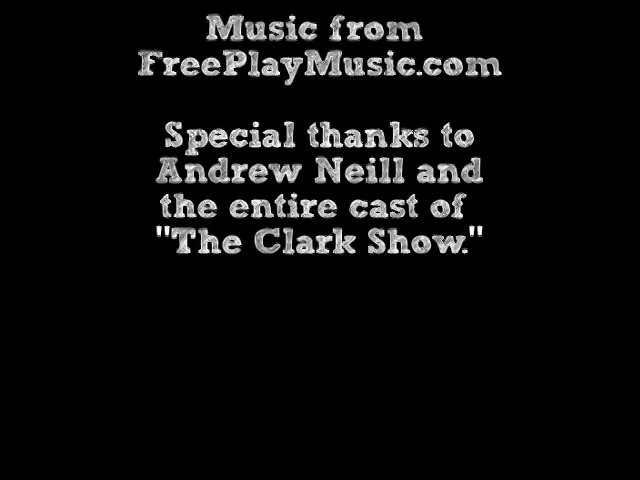 Music from
FreePlayMusic.com
Special thanks to
Andrew Neill and
the entire cast of
"The Clark Show."